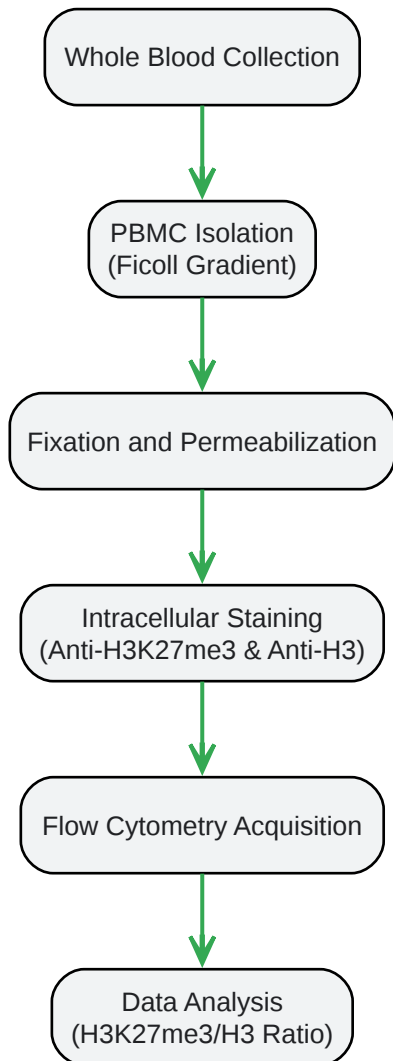 Whole Blood Collection
PBMC Isolation
(Ficoll Gradient)
Fixation and Permeabilization
Intracellular Staining
(Anti-H3K27me3 & Anti-H3)
Flow Cytometry Acquisition
Data Analysis
(H3K27me3/H3 Ratio)